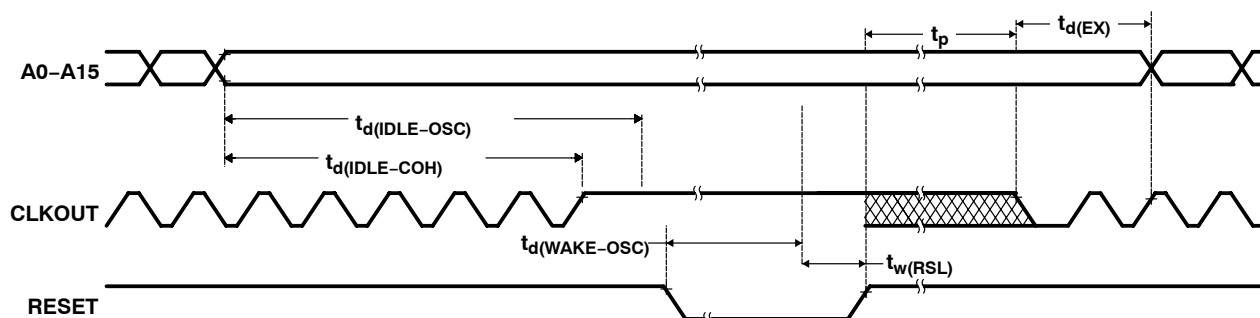 td(EX)
tp
A0–A15
td(IDLE–OSC)
td(IDLE–COH)
CLKOUT
td(WAKE–OSC)
tw(RSL)
RESET